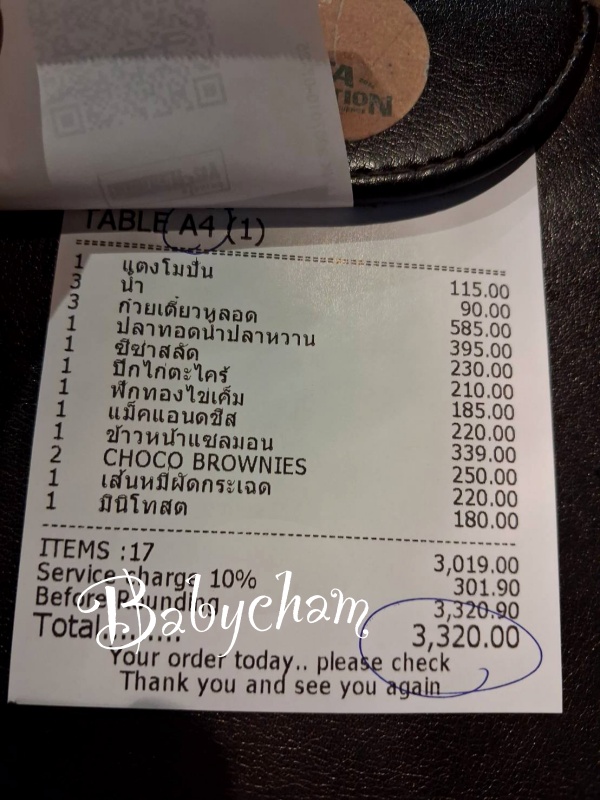 TABLE A4 (1)
1 แตงโมปั่น 115.00
3 น้ำ 90.00
3 ก๋วยเตี๋ยวหลอด 585.00
1 ปลาทอดน้ำปลาหวาน 395.00
1 ซีซ่าสลัด 230.00
1 ปีกไก่ตะไคร้ 210.00
1 ฟักทองไข่เค็ม 185.00
1 แม็คแอนดชีส 220.00
1 ข้าวหน้าแซลมอน 339.00
2 CHOCO BROWNIES 250.00
1 เส้นหมี่ผัดกระเฉด 220.00
1 มินิโทสต 180.00
ITEMS :17 3,019.00
Service charge 10% 301.90
Before Rounding 3,320.90
Total......... 3,320.00
Babycham
Your order today.. please check
Thank you and see you again